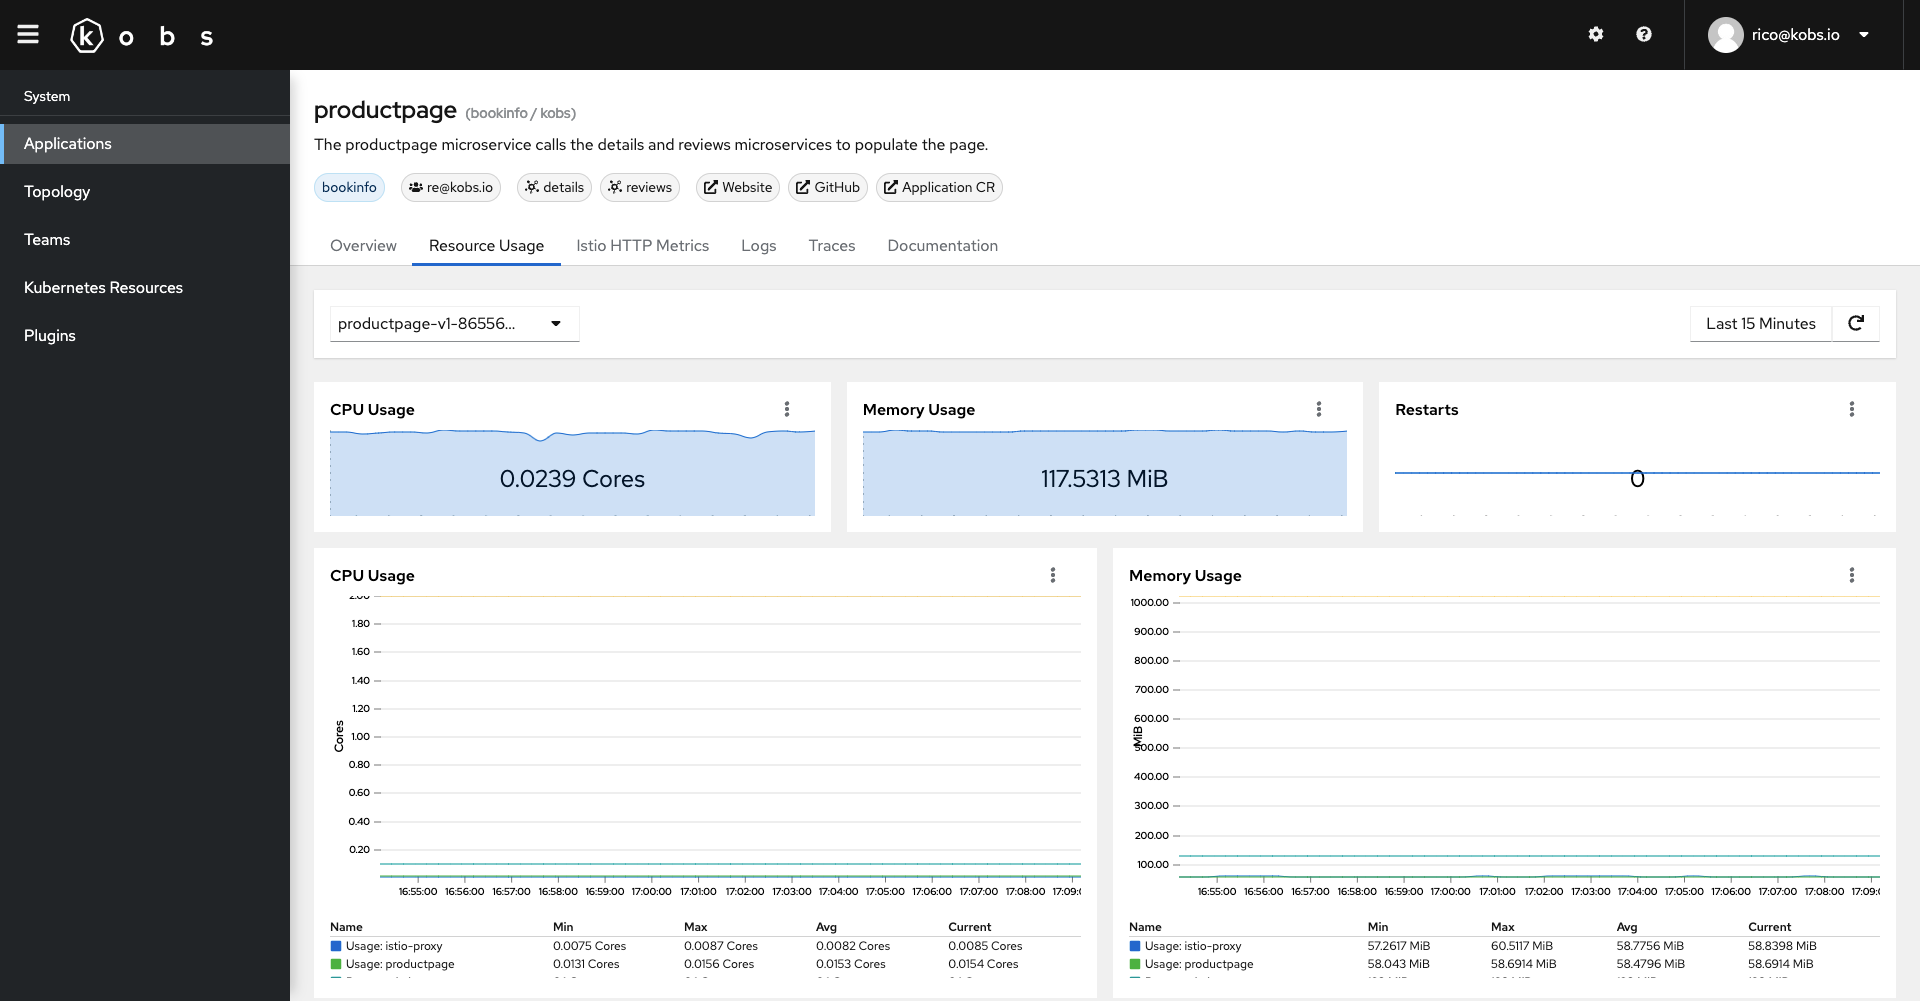 k o b s
rico@kobs.io
System
Applications
Topology
Teams
Kubernetes Resources
Plugins
productpage (bookinfo / kobs)
The productpage microservice calls the details and reviews microservices to populate the page.
bookinfo re@kobs.io details reviews Website GitHub Application CR
Overview Resource Usage Istio HTTP Metrics Logs Traces Documentation
productpage-v1-86556...
Last 15 Minutes
CPU Usage
0.0239 Cores
Memory Usage
117.5313 MiB
Restarts
0
CPU Usage
2.00
1.80
1.60
1.40
1.20
1.00
0.80
0.60
0.40
0.20
Cores
16:55:00 16:56:00 16:57:00 16:58:00 16:59:00 17:00:00 17:01:00 17:02:00 17:03:00 17:04:00 17:05:00 17:06:00 17:07:00 17:08:00 17:09:0
Name Min Max Avg Current
Usage: istio-proxy 0.0075 Cores 0.0087 Cores 0.0082 Cores 0.0085 Cores
Usage: productpage 0.0131 Cores 0.0156 Cores 0.0153 Cores 0.0154 Cores
Memory Usage
1000.00
900.00
800.00
700.00
600.00
500.00
400.00
300.00
200.00
100.00
MiB
16:55:00 16:56:00 16:57:00 16:58:00 16:59:00 17:00:00 17:01:00 17:02:00 17:03:00 17:04:00 17:05:00 17:06:00 17:07:00 17:08:00 17:09:0
Name Min Max Avg Current
Usage: istio-proxy 57.2617 MiB 60.5117 MiB 58.7756 MiB 58.8398 MiB
Usage: productpage 58.043 MiB 58.6914 MiB 58.4796 MiB 58.6914 MiB